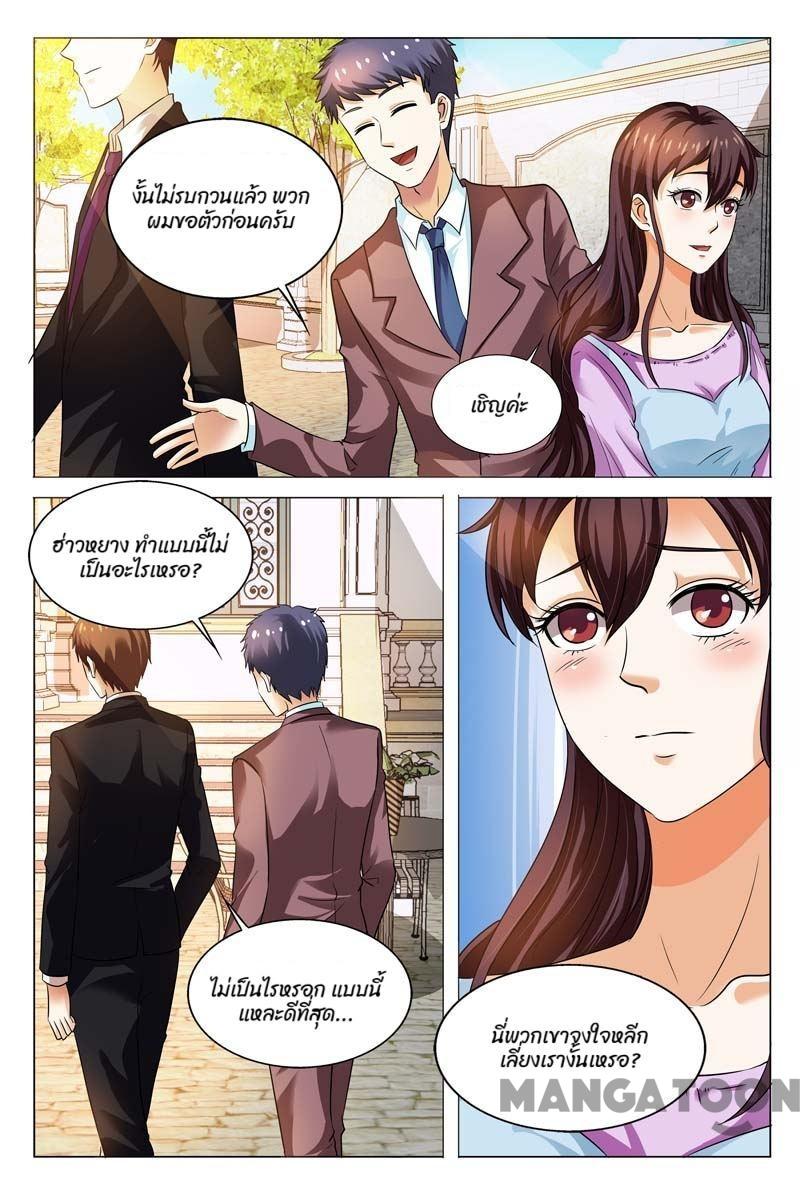 งั้นไม่รบกวนแล้ว พวก
ผมขอตัวก่อนครับ
เชิญค่ะ
ฮ่าวหยาง ทำแบบนี้ไม่
เป็นอะไรเหรอ?
ไม่เป็นไรหรอก แบบนี้
แหละดีที่สุด...
นี่พวกเขาจงใจหลีก
เลี่ยงเรางั้นเหรอ?
MANGATOON